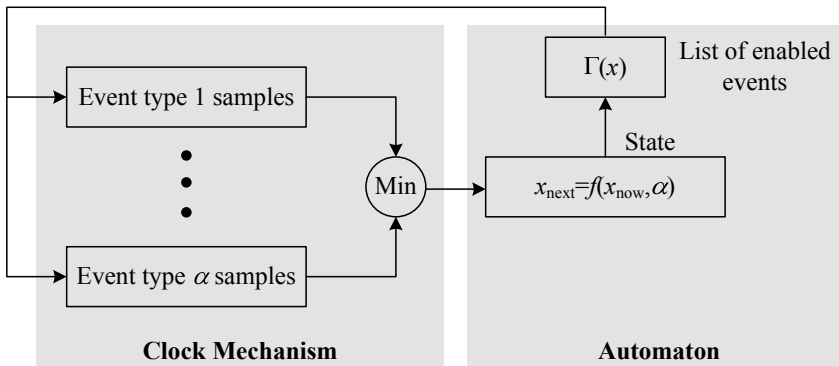 Event type 1 samples
Event type α samples
Min
Clock Mechanism
Γ(x)
List of enabled
events
State
x_next=f(x_now,α)
Automaton